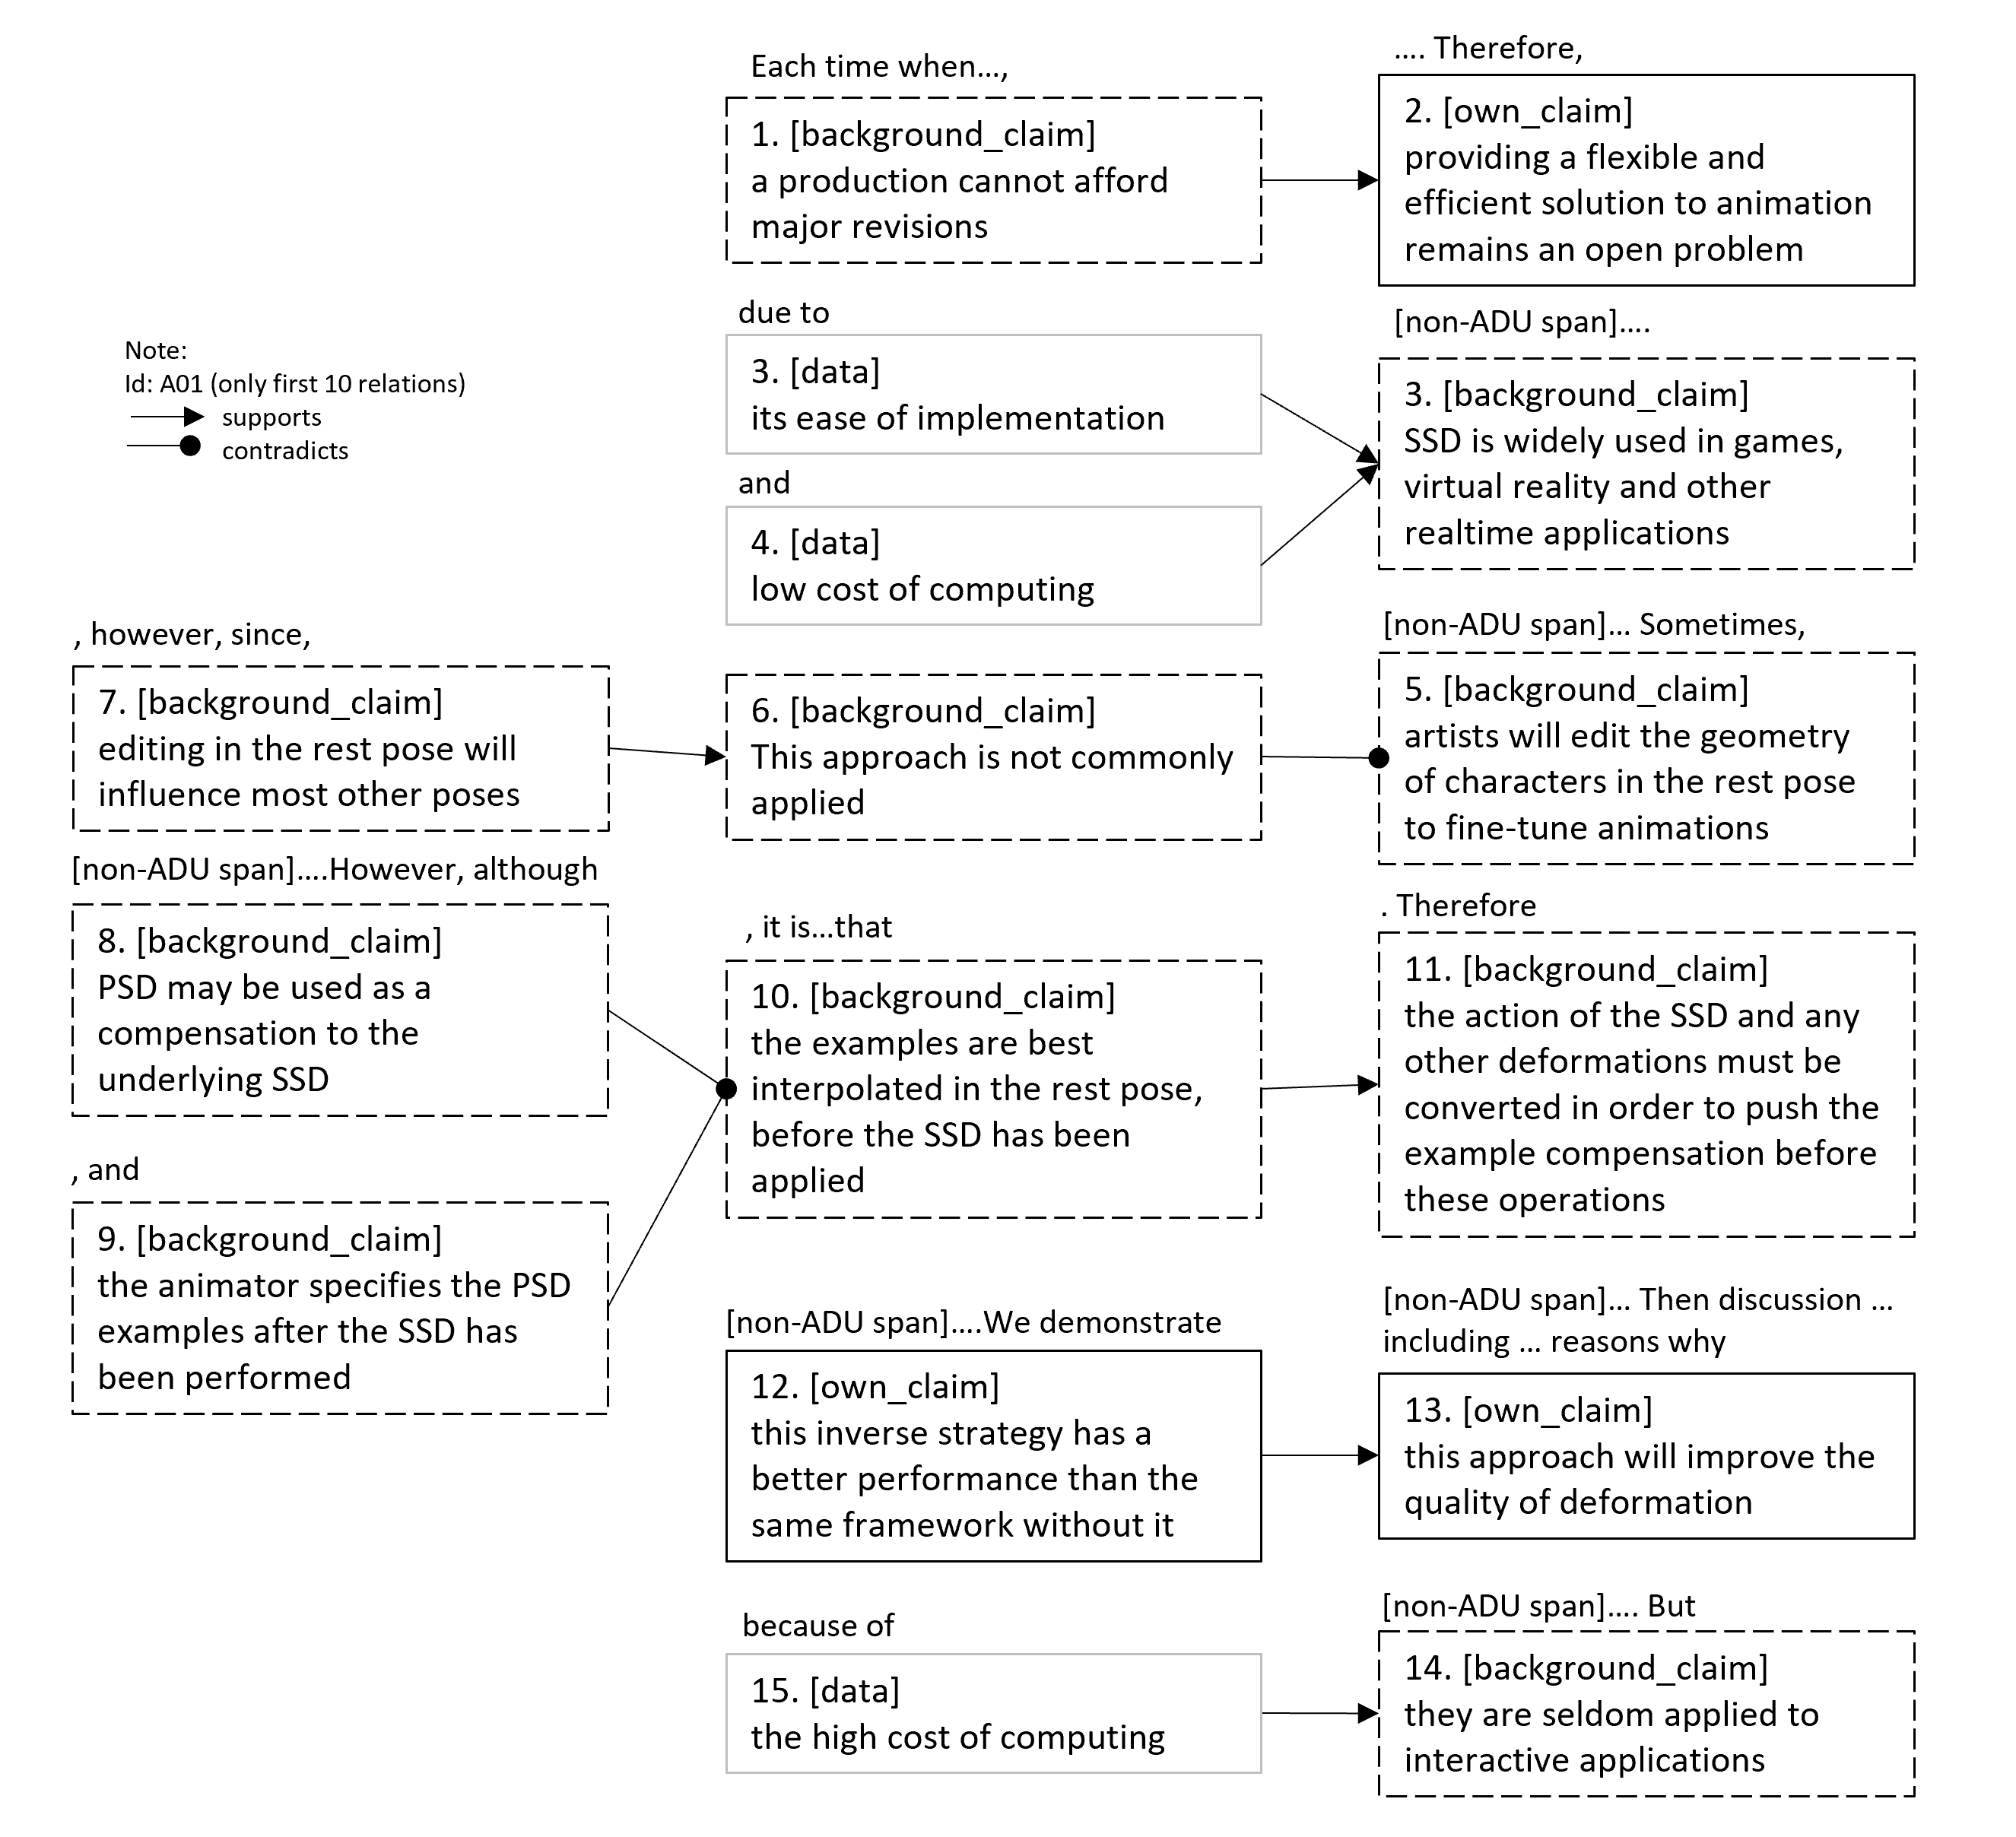 Each time when...,
1. [background_claim]
a production cannot afford
major revisions
.... Therefore,
2. [own_claim]
providing a flexible and
efficient solution to animation
remains an open problem
Note:
Id: A01 (only first 10 relations)
supports
contradicts
due to
3. [data]
its ease of implementation
and
4. [data]
low cost of computing
[non-ADU span]....
3. [background_claim]
SSD is widely used in games,
virtual reality and other
realtime applications
, however, since,
7. [background_claim]
editing in the rest pose will
influence most other poses
6. [background_claim]
This approach is not commonly
applied
[non-ADU span]... Sometimes,
5. [background_claim]
artists will edit the geometry
of characters in the rest pose
to fine-tune animations
[non-ADU span]....However, although
8. [background_claim]
PSD may be used as a
compensation to the
underlying SSD
, and
9. [background_claim]
the animator specifies the PSD
examples after the SSD has
been performed
, it is...that
10. [background_claim]
the examples are best
interpolated in the rest pose,
before the SSD has been
applied
. Therefore
11. [background_claim]
the action of the SSD and any
other deformations must be
converted in order to push the
example compensation before
these operations
[non-ADU span]....We demonstrate
12. [own_claim]
this inverse strategy has a
better performance than the
same framework without it
[non-ADU span]... Then discussion ...
including ... reasons why
13. [own_claim]
this approach will improve the
quality of deformation
because of
15. [data]
the high cost of computing
[non-ADU span].... But
14. [background_claim]
they are seldom applied to
interactive applications